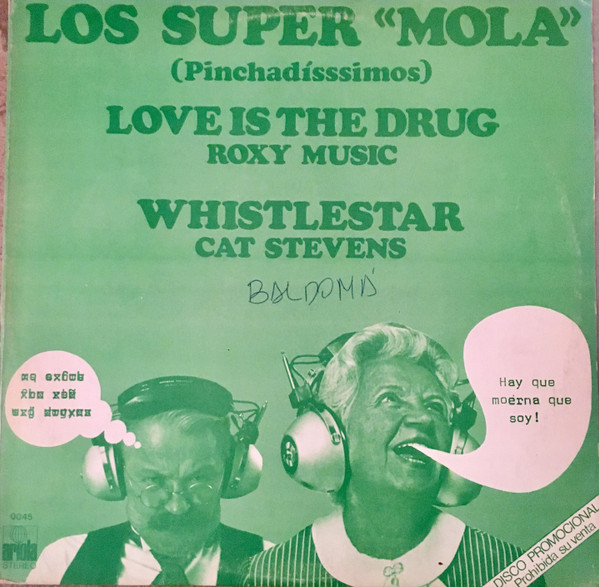 LOS SUPER “MOLA”
(Pinchadísssimos)
LOVE IS THE DRUG
ROXY MUSIC
WHISTLESTAR
CAT STEVENS
BALDOMÁ
Hay que
moerna que
soy!
0045
ariola
STEREO
DISCO PROMOCIONAL
Prohibida su venta